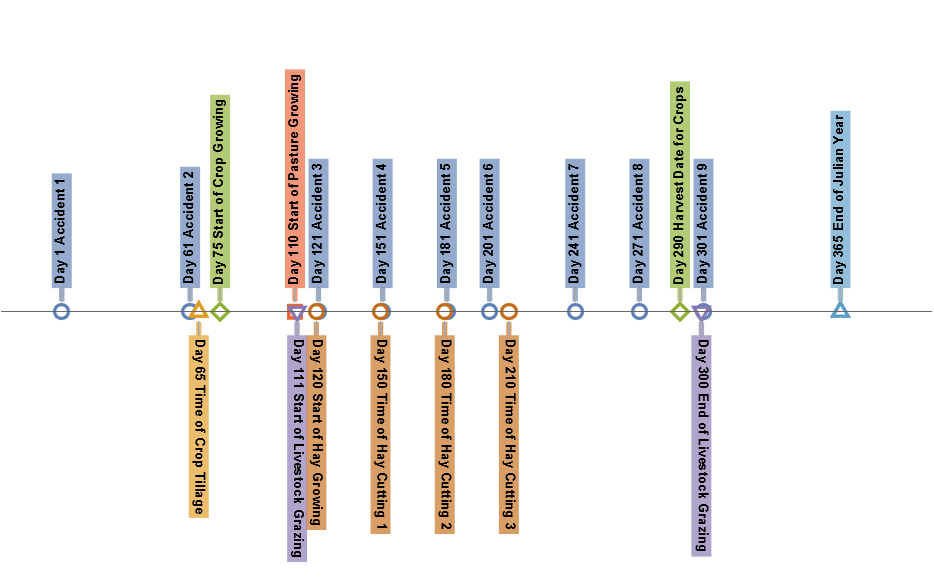 Day 1 Accident 1
Day 61 Accident 2
Day 75 Start of Crop Growing
Day 110 Start of Pasture Growing
Day 121 Accident 3
Day 151 Accident 4
Day 181 Accident 5
Day 201 Accident 6
Day 241 Accident 7
Day 271 Accident 8
Day 290 Harvest Date for Crops
Day 301 Accident 9
Day 365 End of Julian Year
Day 65 Time of Crop Tillage
Day 111 Start of Livestock Grazing
Day 120 Start of Hay Growing
Day 150 Time of Hay Cutting 1
Day 180 Time of Hay Cutting 2
Day 210 Time of Hay Cutting 3
Day 300 End of Livestock Grazing